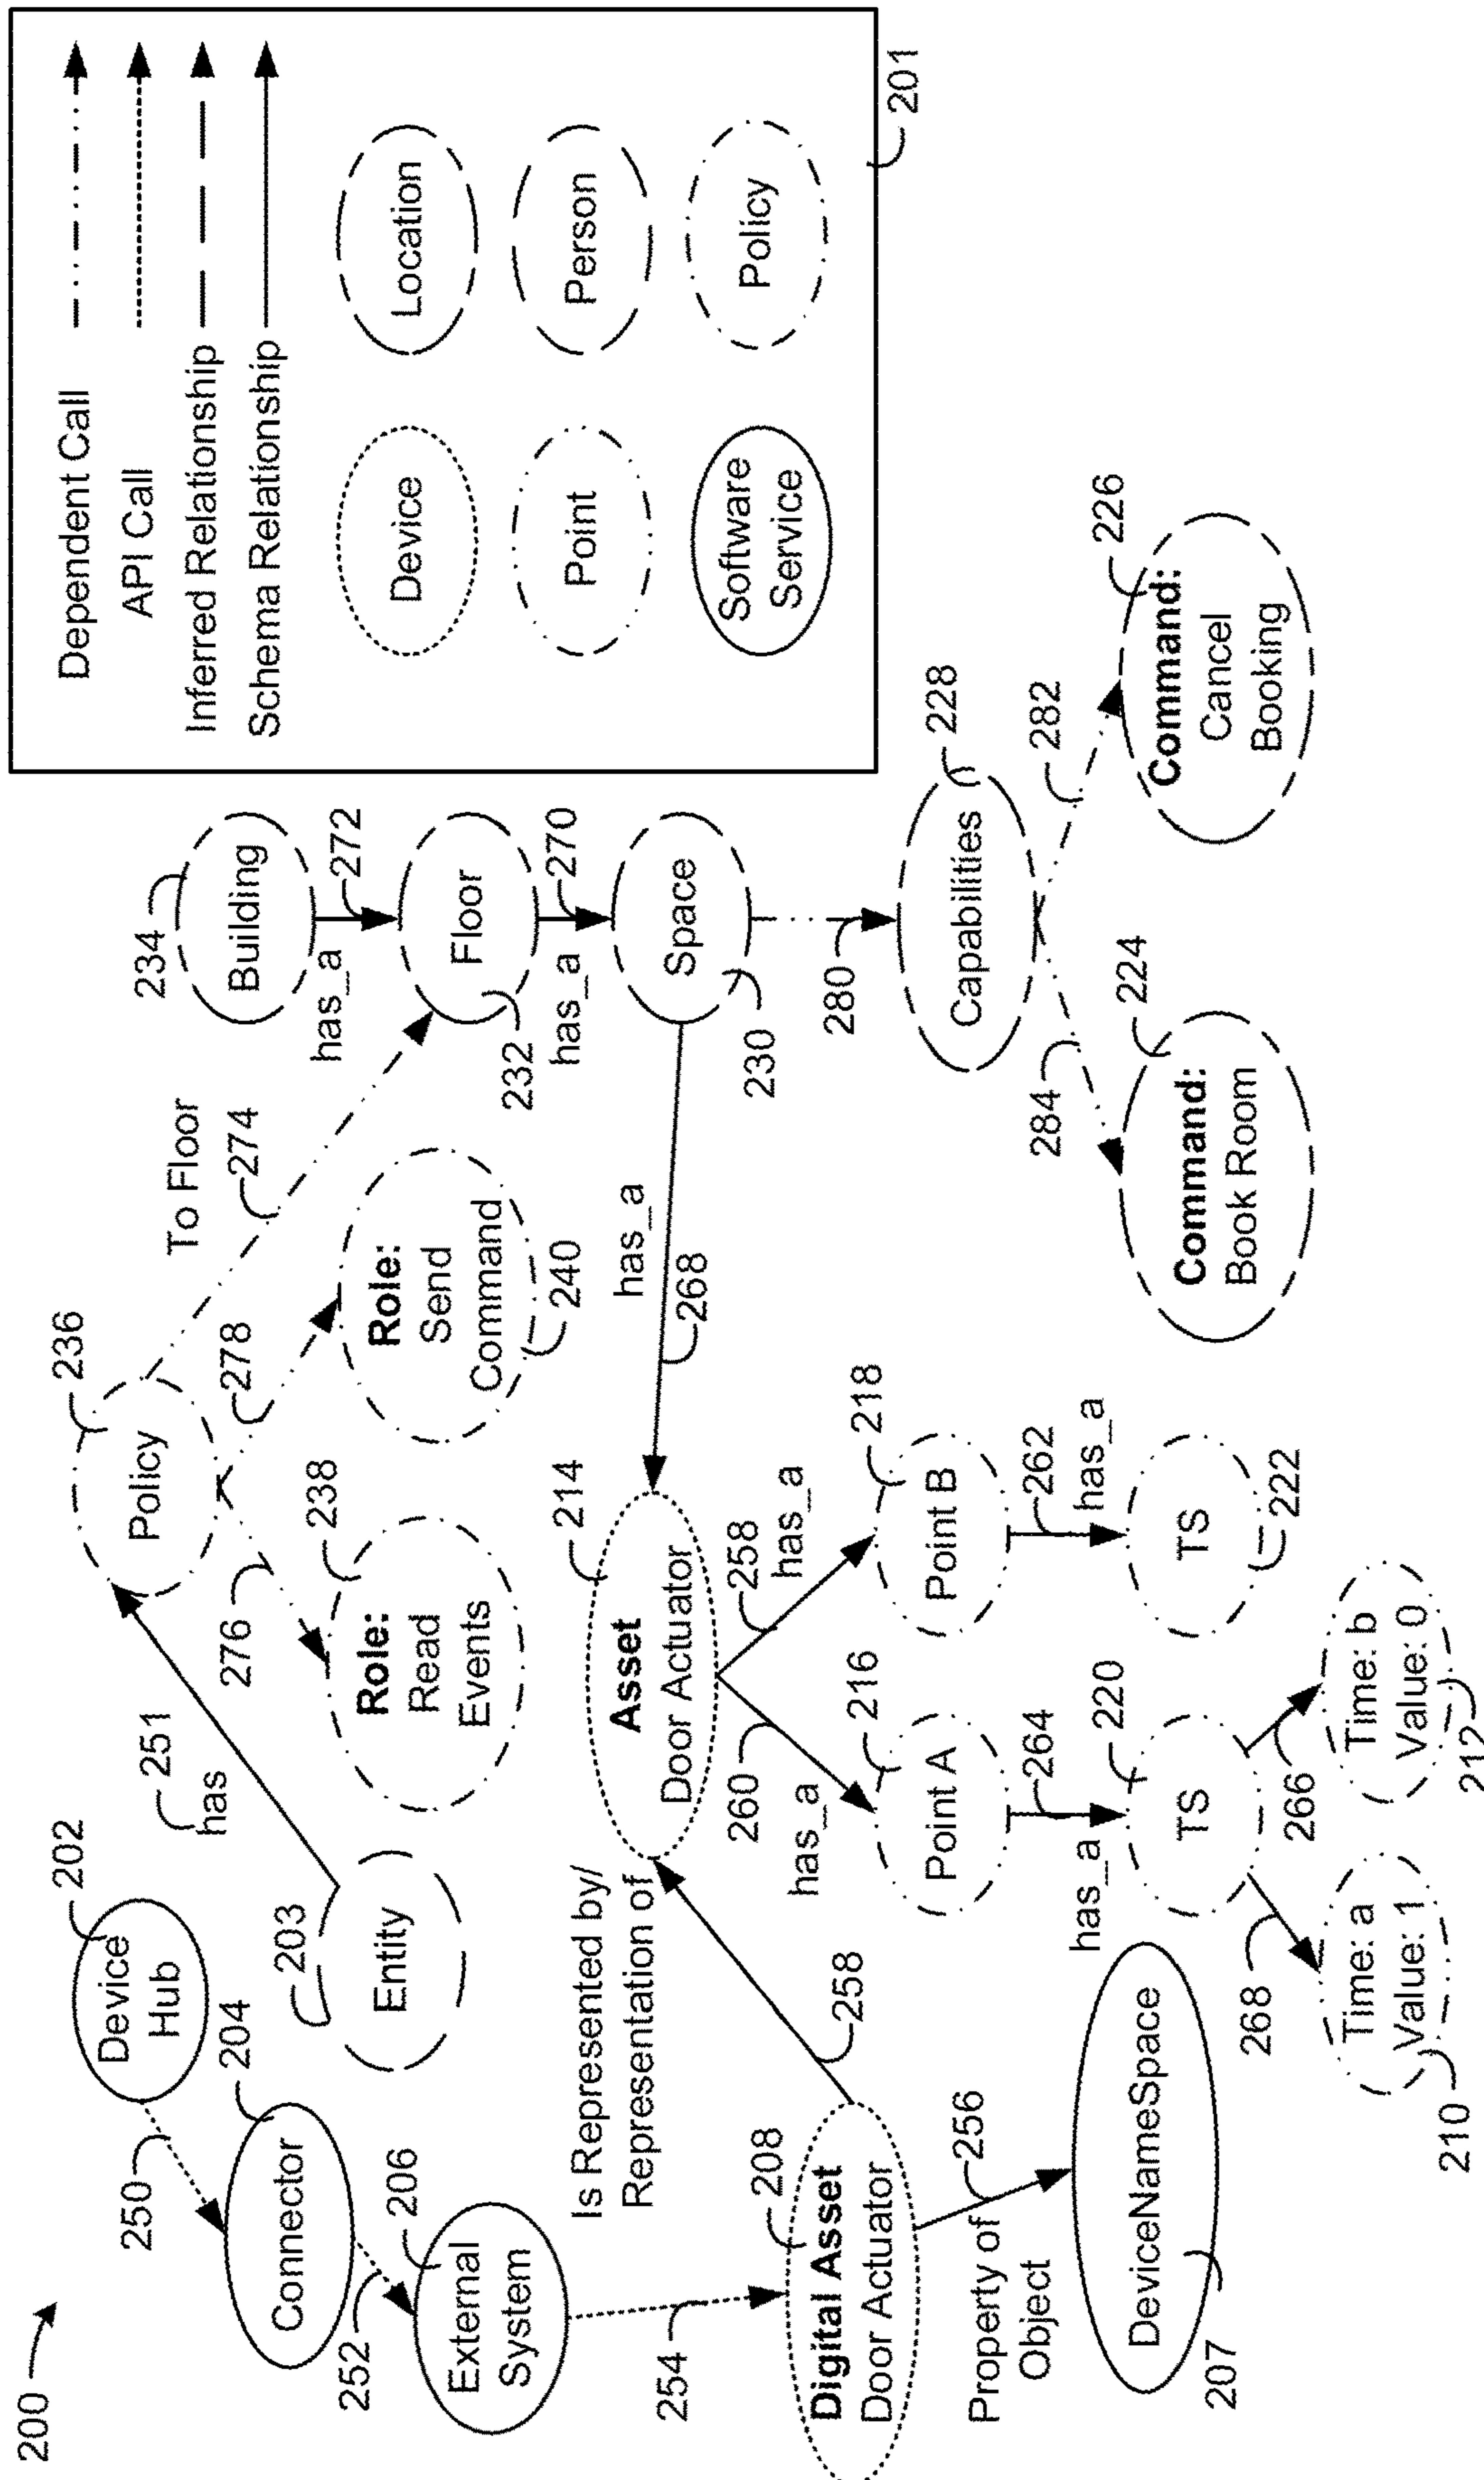 200
Device
Hub
202
250
Connector
204
252
External
System
206
254
Digital Asset
Door Actuator
208
Property of
Object
256
DeviceNameSpace
207
Is Represented by/
Representation of
258
203
Entity
251
has
Policy
236
276
278
Role:
Read
Events
238
Role:
Send
Command
240
To Floor
274
234
Building
has_a
272
Floor
232
has_a
270
Space
230
has_a
268
Asset
Door Actuator
214
260
has_a
258
has_a
Point A
216
Point B
218
264
has_a
262
has_a
TS
220
TS
222
268
266
Time: a
Value: 1
210
Time: b
Value: 0
212
280
Capabilities
228
284
282
Command:
Book Room
224
Command:
Cancel
Booking
226
Dependent Call
API Call
Inferred Relationship
Schema Relationship
Device
Location
Point
Person
Software
Service
Policy
201